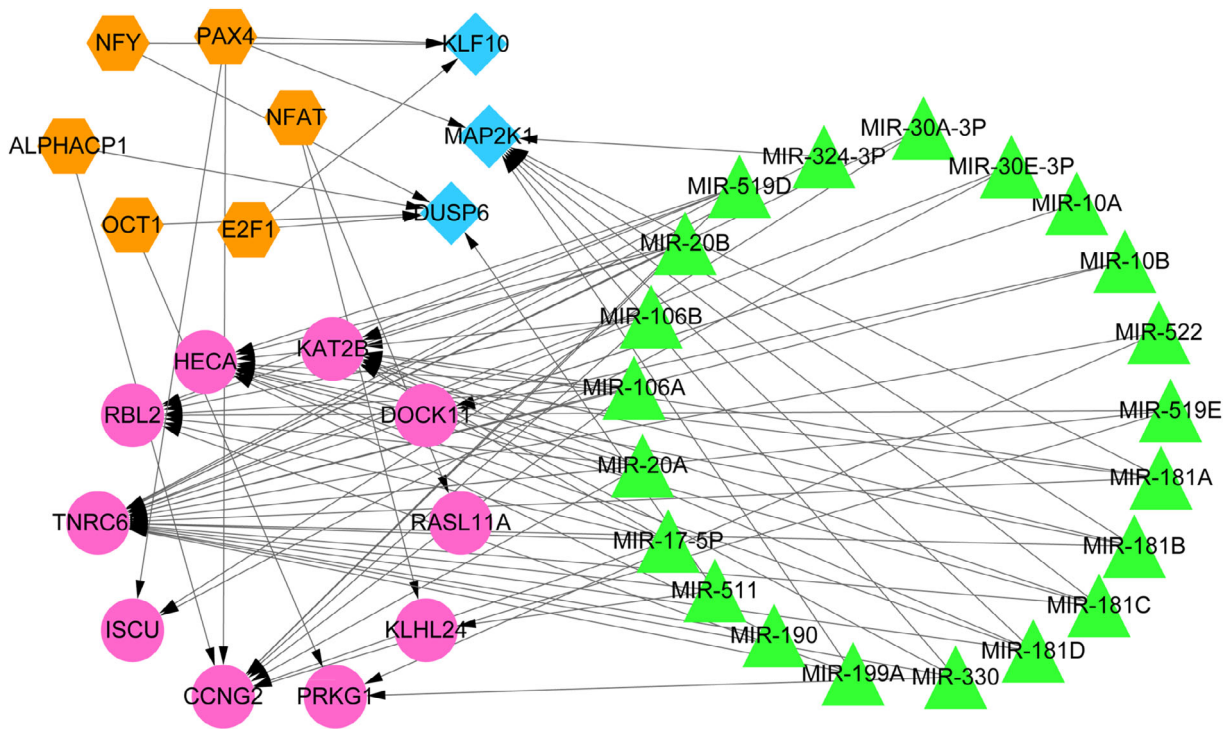 PAX4
NFY
KLF10
NFAT
MAP2K1
ALPHACP1
MIR-30A-3P
MIR-324-3P
MIR-30E-3P
MIR-519D
MIR-10A
DUSP6
OCT1
E2F1
MIR-20B
MIR-10B
MIR-106B
MIR-522
KAT2B
HECA
MIR-106A
RBL2
DOCK11
MIR-519E
MIR-20A
MIR-181A
TNRC6
RASL11A
MIR-17-5P
MIR-181B
MIR-511
MIR-181C
ISCU
KLHL24
MIR-190
MIR-181D
MIR-199A
MIR-330
CCNG2
PRKG1